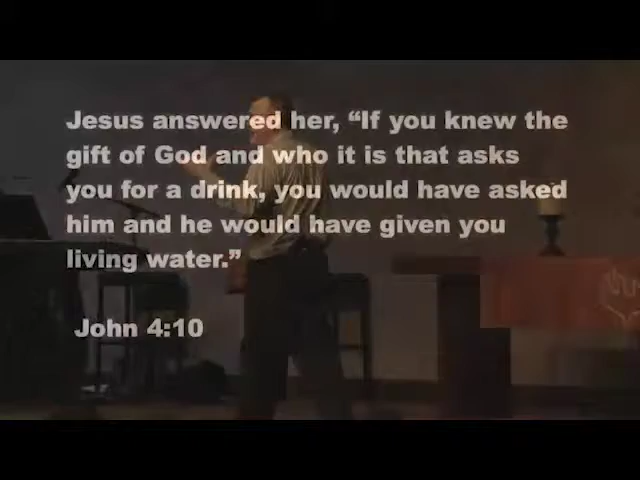 Jesus answered her, “If you knew the
gift of God and who it is that asks
you for a drink, you would have asked
him and he would have given you
living water.”
John 4:10